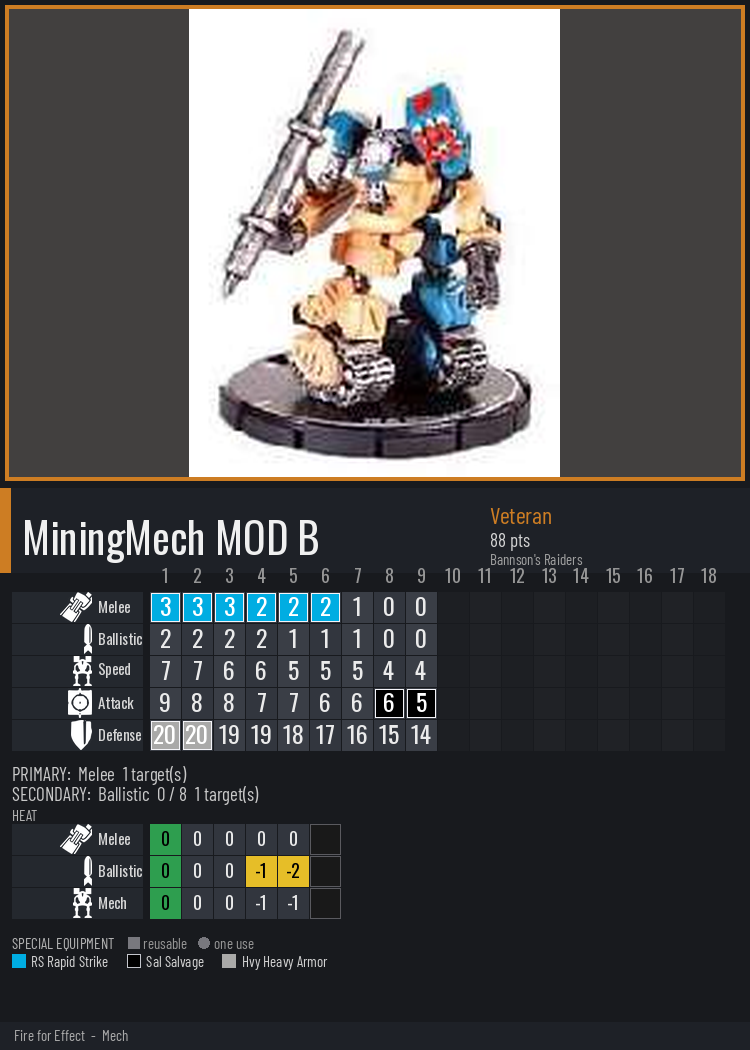 MiningMech MOD B
Veteran
88 pts
Bannson's Raiders
1 2 3 4 5 6 7 8 9 10 11 12 13 14 15 16 17 18
Melee 3 3 3 2 2 2 1 0 0
Ballistic 2 2 2 2 1 1 1 0 0
Speed 7 7 6 6 5 5 5 4 4
Attack 9 8 8 7 7 6 6 6 5
Defense 20 20 19 19 18 17 16 15 14
PRIMARY: Melee 1 target(s)
SECONDARY: Ballistic 0 / 8 1 target(s)
HEAT
Melee 0 0 0 0 0
Ballistic 0 0 0 -1 -2
Mech 0 0 0 -1 -1
SPECIAL EQUIPMENT reusable one use
RS Rapid Strike Sal Salvage Hvy Heavy Armor
Fire for Effect - Mech